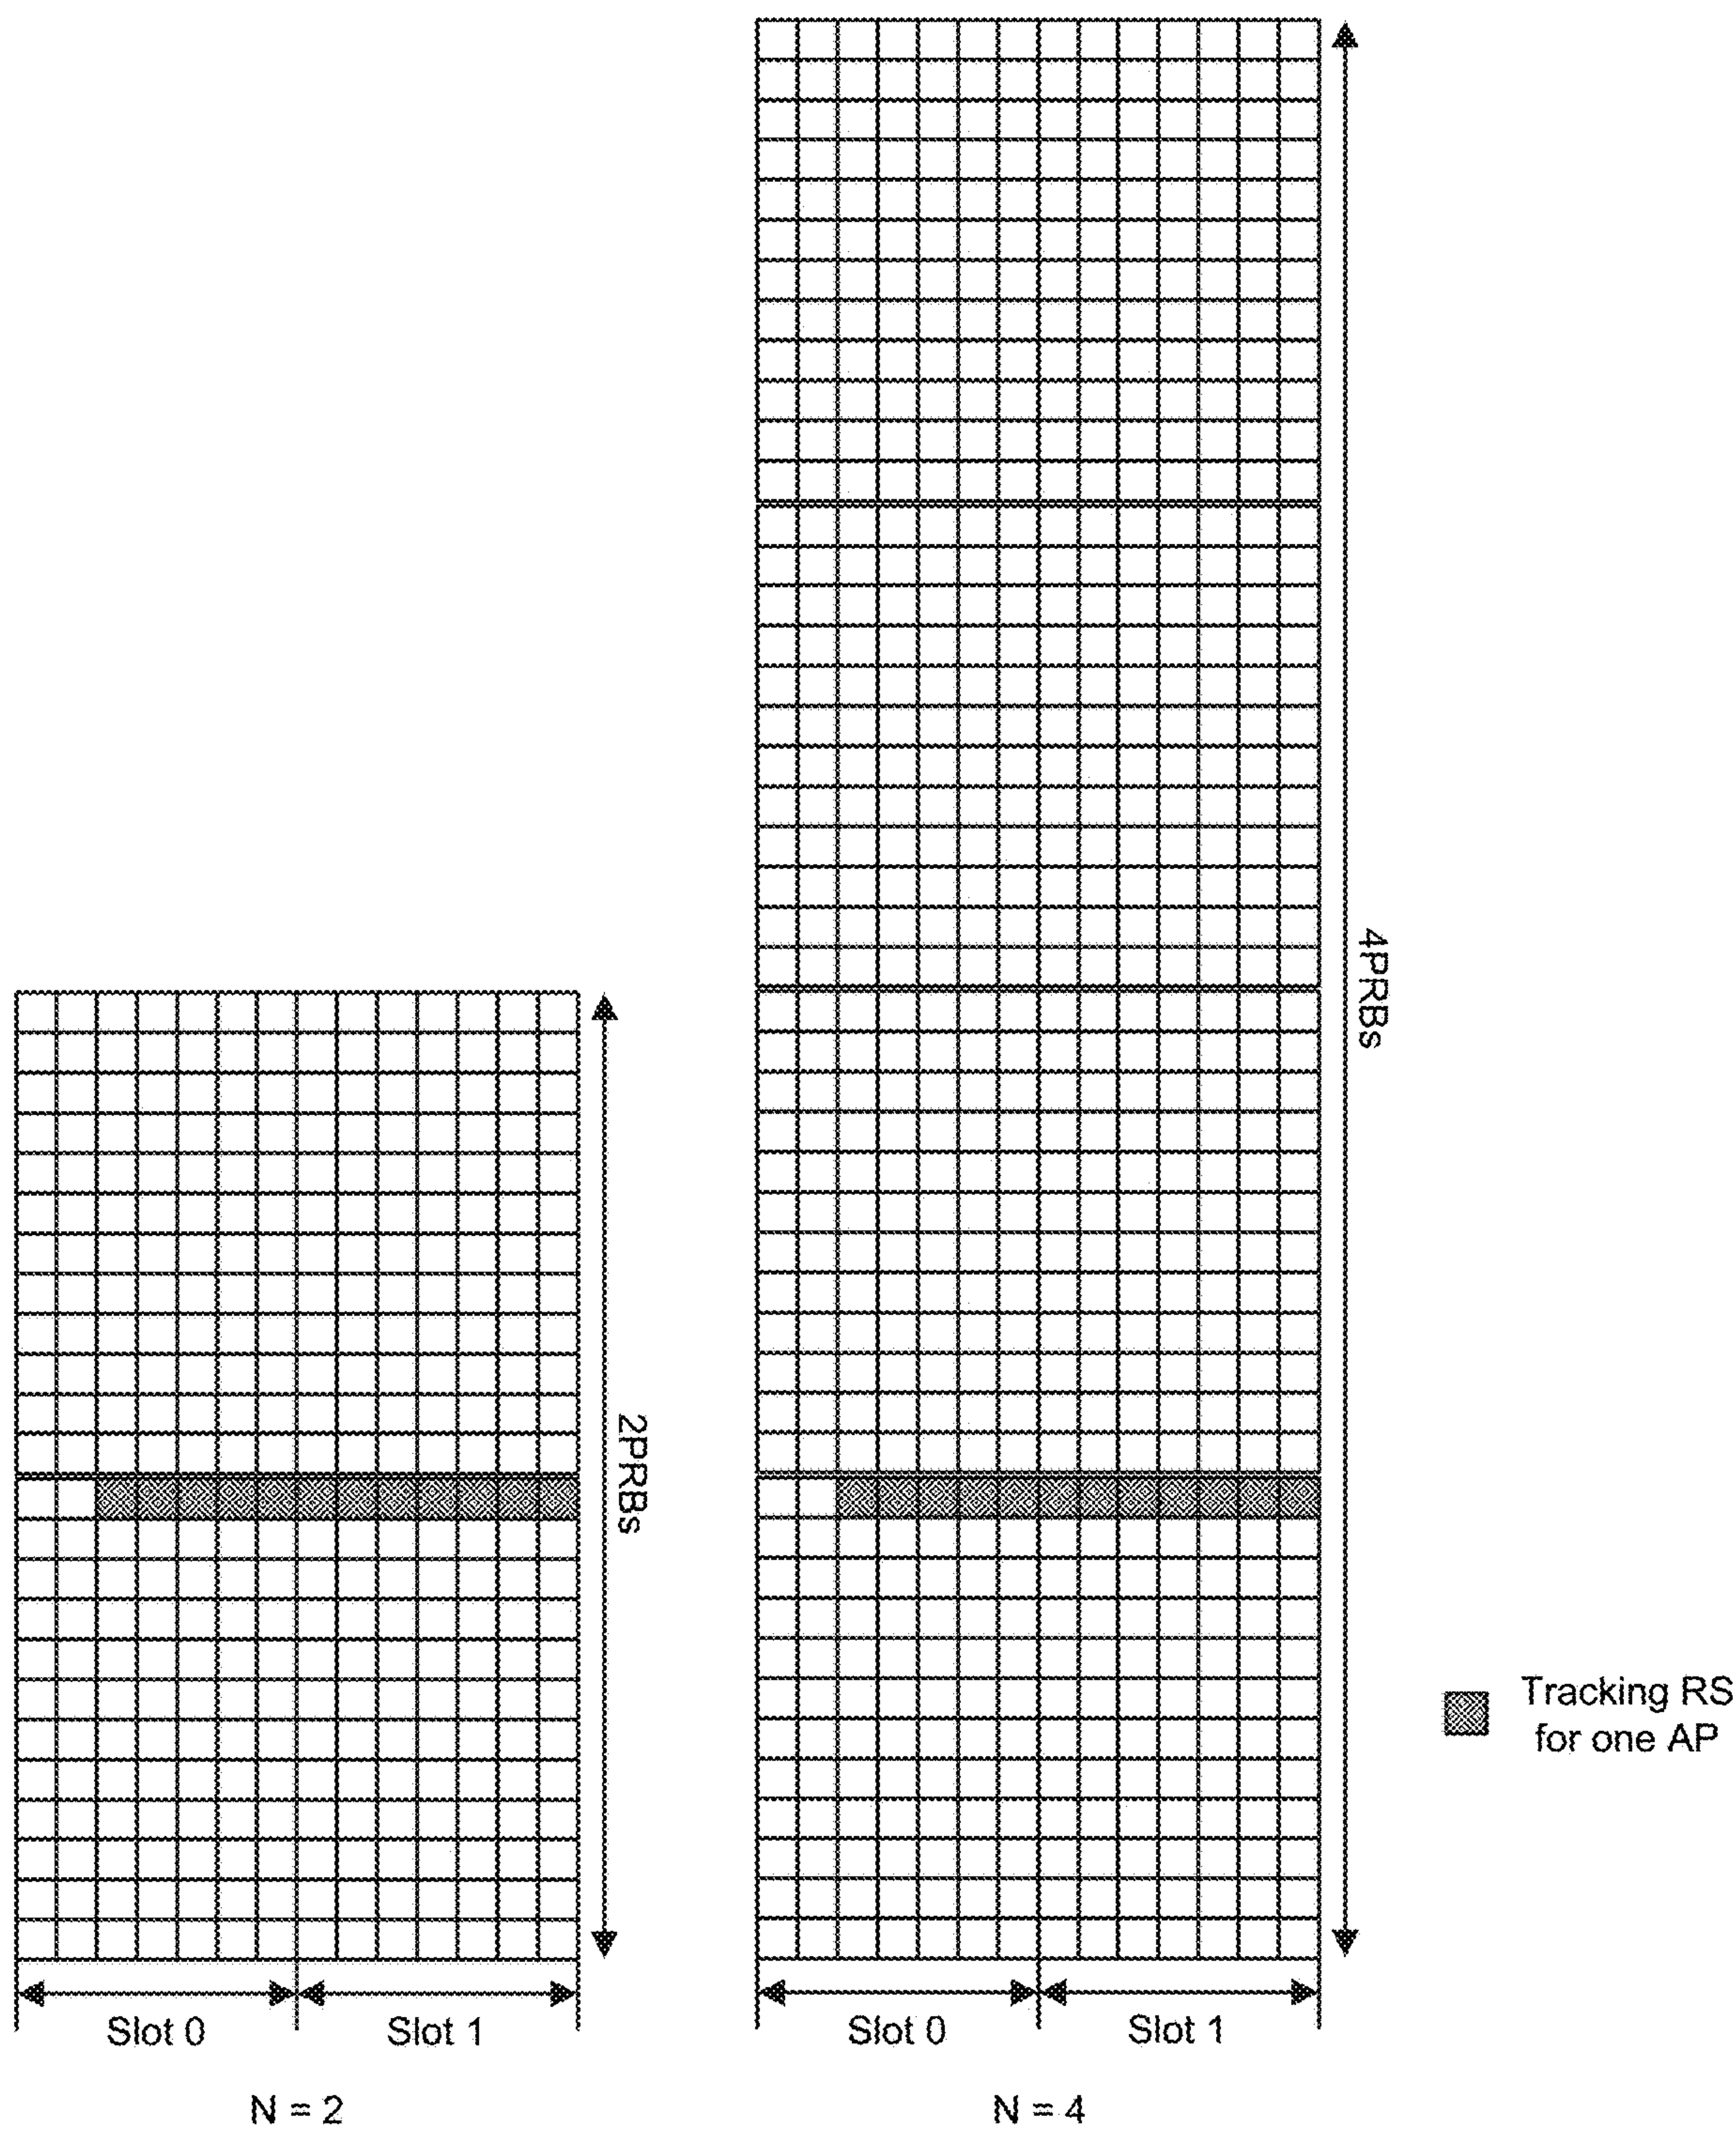 4PRBs
2PRBs
Tracking RS
for one AP
Slot 0
Slot 1
Slot 0
Slot 1
N = 2
N = 4